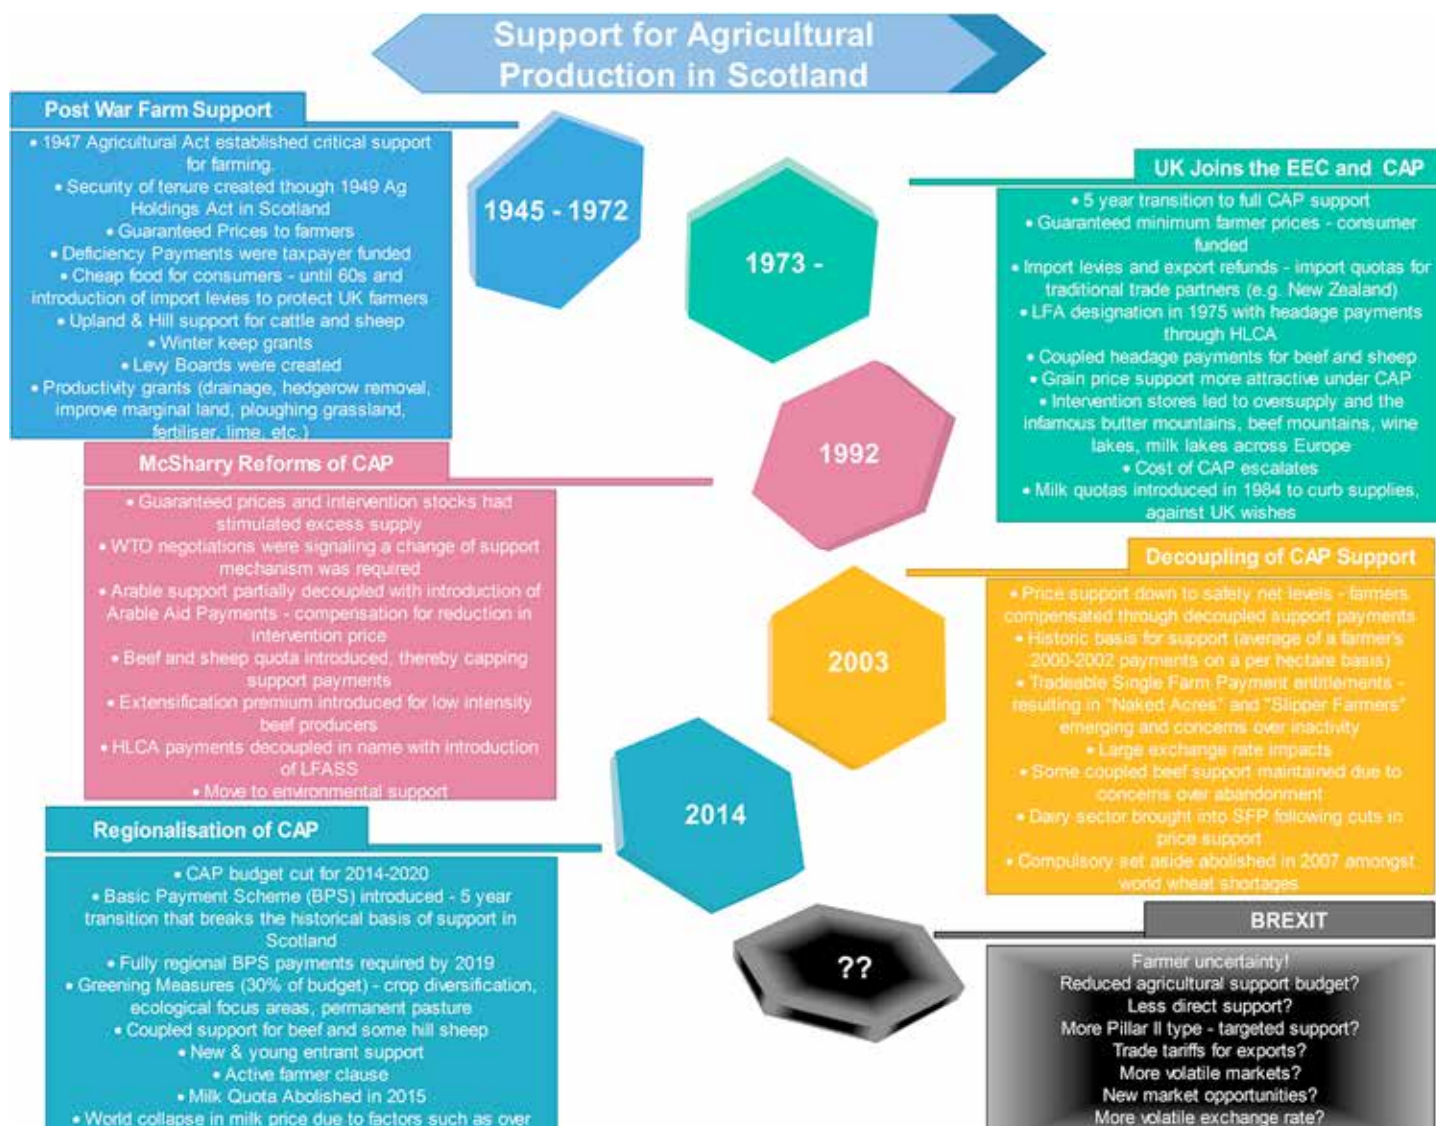 Support for Agricultural
Production in Scotland
Post War Farm Support
• 1947 Agricultural Act established critical support
for farming.
• Security of tenure created though 1949 Ag
Holdings Act in Scotland
• Guaranteed Prices to farmers
• Deficiency Payments were taxpayer funded
• Cheap food for consumers - until 60s and
introduction of import levies to protect UK farmers
• Upland & Hill support for cattle and sheep
• Winter keep grants
• Levy Boards were created
• Productivity grants (drainage, hedgerow removal,
improve marginal land, ploughing grassland,
fertiliser, lime, etc.)
1945 - 1972
1973 -
UK Joins the EEC and CAP
• 5 year transition to full CAP support
• Guaranteed minimum farmer prices - consumer
funded
• Import levies and export refunds - import quotas for
traditional trade partners (e.g. New Zealand)
• LFA designation in 1975 with headage payments
through HLCA
• Coupled headage payments for beef and sheep
• Grain price support more attractive under CAP
• Intervention stores led to oversupply and the
infamous butter mountains, beef mountains, wine
lakes, milk lakes across Europe
• Cost of CAP escalates
• Milk quotas introduced in 1984 to curb supplies,
against UK wishes
McSharry Reforms of CAP
• Guaranteed prices and intervention stocks had
stimulated excess supply
• WTO negotiations were signaling a change of support
mechanism was required
• Arable support partially decoupled with introduction of
Arable Aid Payments - compensation for reduction in
intervention price
• Beef and sheep quota introduced, thereby capping
support payments
• Extensification premium introduced for low intensity
beef producers
• HLCA payments decoupled in name with introduction
of LFASS
• Move to environmental support
1992
2003
Decoupling of CAP Support
• Price support down to safety net levels - farmers
compensated through decoupled support payments
• Historic basis for support (average of a farmer's
2000-2002 payments on a per hectare basis)
• Tradeable Single Farm Payment entitlements -
resulting in "Naked Acres" and "Slipper Farmers"
emerging and concerns over inactivity
• Large exchange rate impacts
• Some coupled beef support maintained due to
concerns over abandonment
• Dairy sector brought into SFP following cuts in
price support
• Compulsory set aside abolished in 2007 amongst
world wheat shortages
Regionalisation of CAP
• CAP budget cut for 2014-2020
• Basic Payment Scheme (BPS) introduced - 5 year
transition that breaks the historical basis of support in
Scotland
• Fully regional BPS payments required by 2019
• Greening Measures (30% of budget) - crop diversification,
ecological focus areas, permanent pasture
• Coupled support for beef and some hill sheep
• New & young entrant support
• Active farmer clause
• Milk Quota Abolished in 2015
• World collapse in milk price due to factors such as over
2014
??
BREXIT
Farmer uncertainty!
Reduced agricultural support budget?
Less direct support?
More Pillar II type - targeted support?
Trade tariffs for exports?
More volatile markets?
New market opportunities?
More volatile exchange rate?